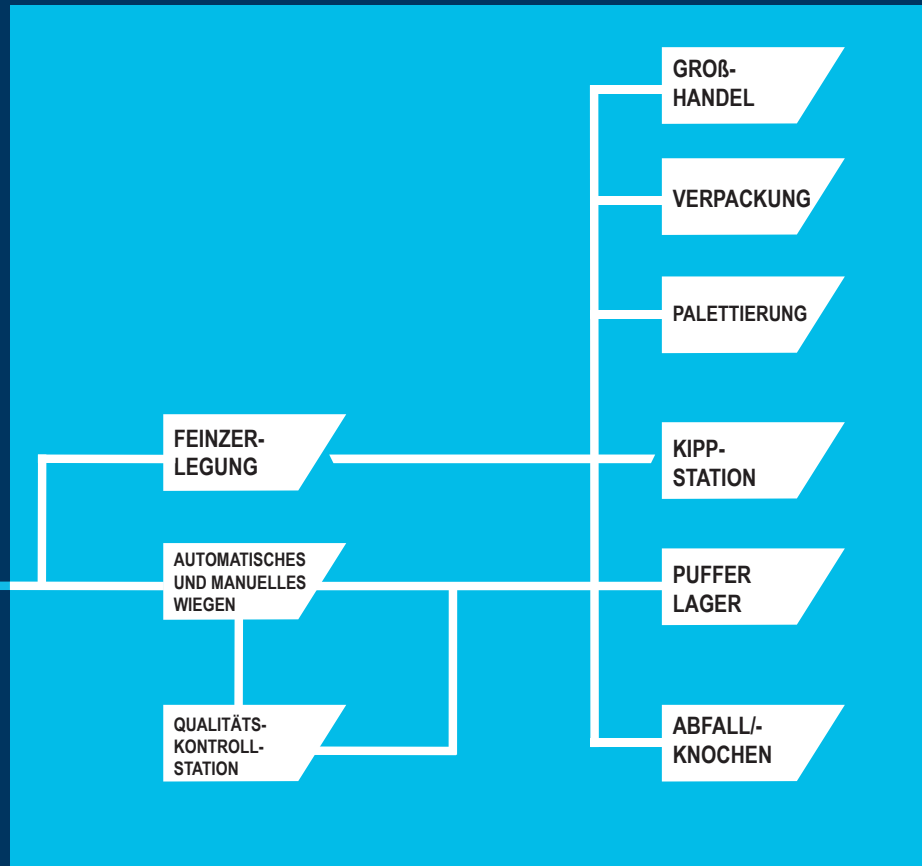 GROß-
HANDEL
VERPACKUNG
PALETTIERUNG
FEINZER-
LEGUNG
KIPP-
STATION
AUTOMATISCHES
UND MANUELLES
WIEGEN
PUFFER
LAGER
QUALITÄTS-
KONTROLL-
STATION
ABFALL/-
KNOCHEN